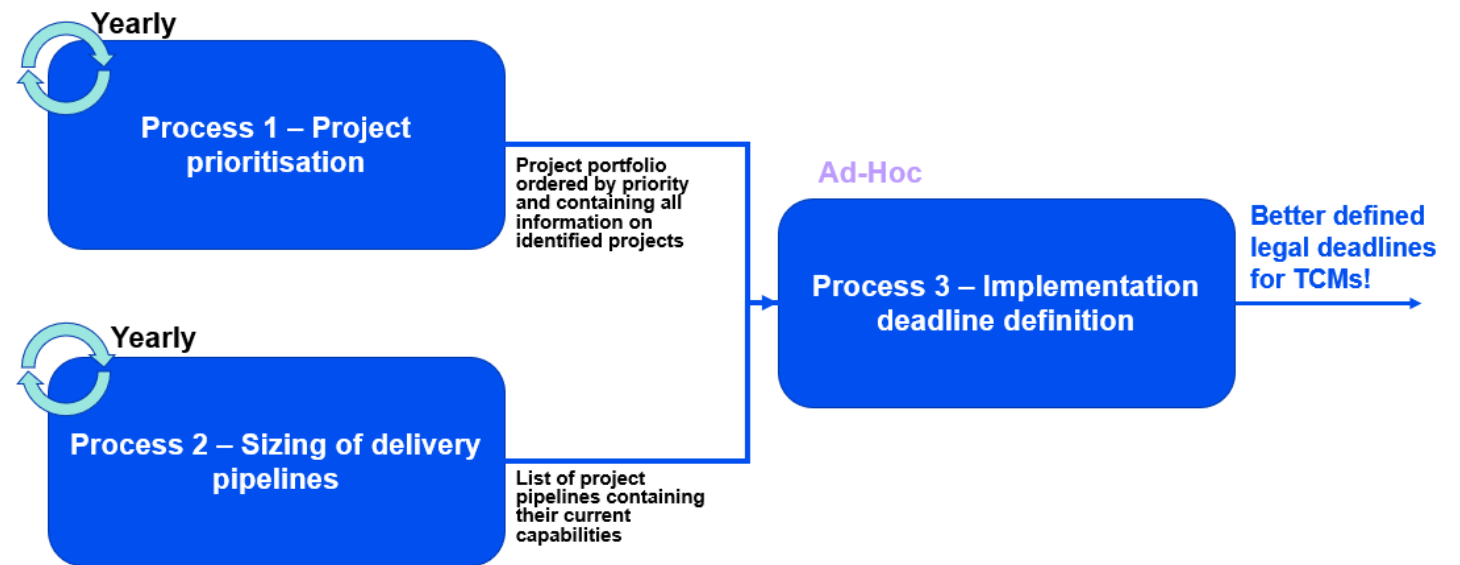 Yearly
Process 1 – Project
prioritisation
Project portfolio
ordered by priority
and containing all
information on
identified projects
Yearly
Process 2 – Sizing of delivery
pipelines
List of project
pipelines containing
their current
capabilities
Ad-Hoc
Process 3 – Implementation
deadline definition
Better defined
legal deadlines
for TCMs!